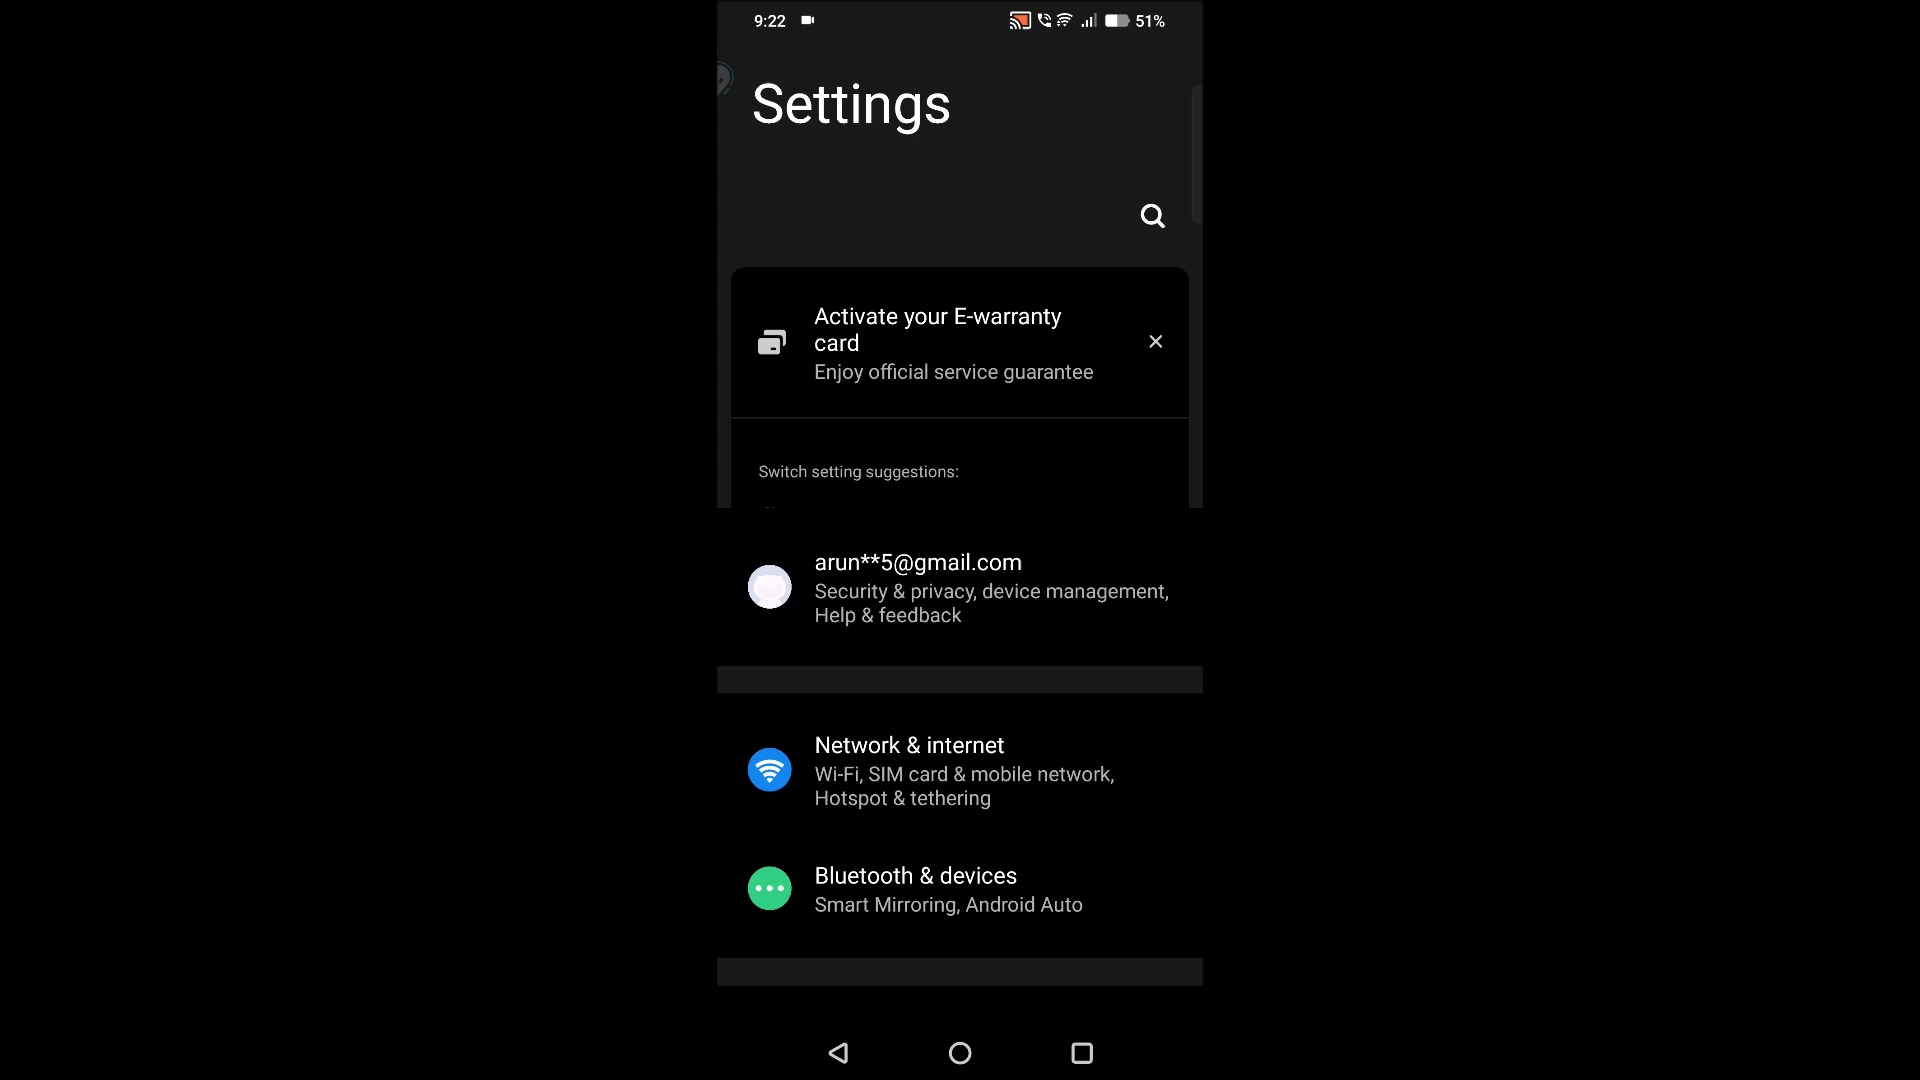 9:22
51%
Settings
Activate your E-warranty
card
Enjoy official service guarantee
Switch setting suggestions:
arun**5@gmail.com
Security & privacy, device management,
Help & feedback
Network & internet
Wi-Fi, SIM card & mobile network,
Hotspot & tethering
Bluetooth & devices
Smart Mirroring, Android Auto